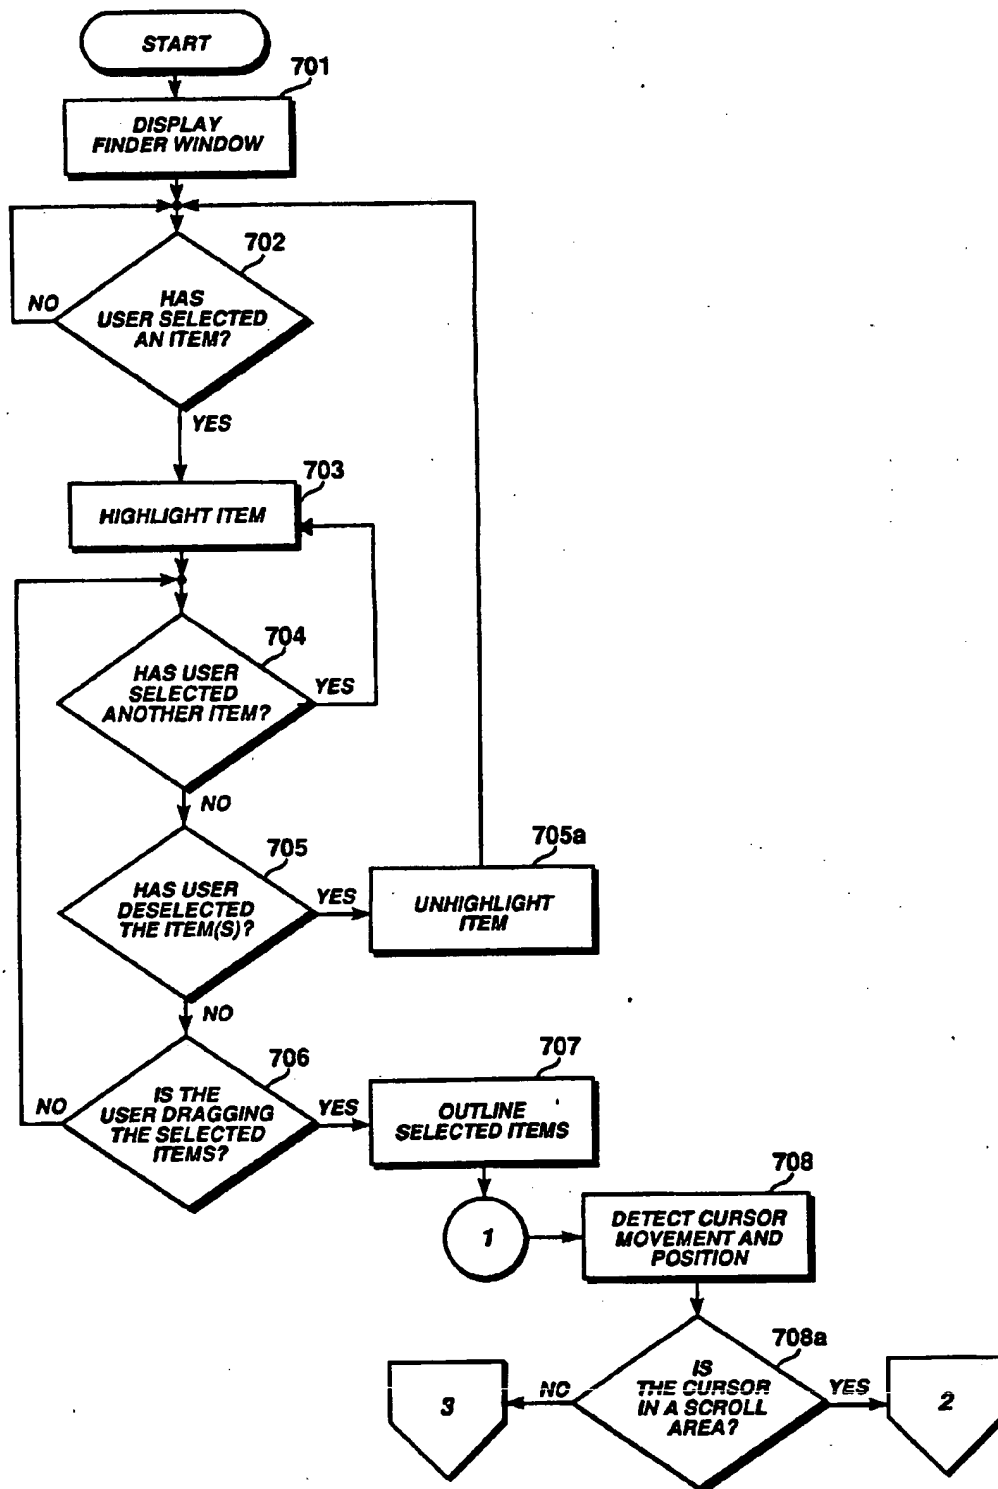 START
701
DISPLAY
FINDER WINDOW
702
HAS
USER SELECTED
AN ITEM?
NO
YES
703
HIGHLIGHT ITEM
704
HAS USER
SELECTED
ANOTHER ITEM?
YES
NO
705
HAS USER
DESELECTED
THE ITEM(S)?
YES
705a
UNHIGHLIGHT
ITEM
NO
706
IS THE
USER DRAGGING
THE SELECTED
ITEMS?
NO
YES
707
OUTLINE
SELECTED ITEMS
1
708
DETECT CURSOR
MOVEMENT AND
POSITION
708a
IS
THE CURSOR
IN A SCROLL
AREA?
NO
YES
3
2